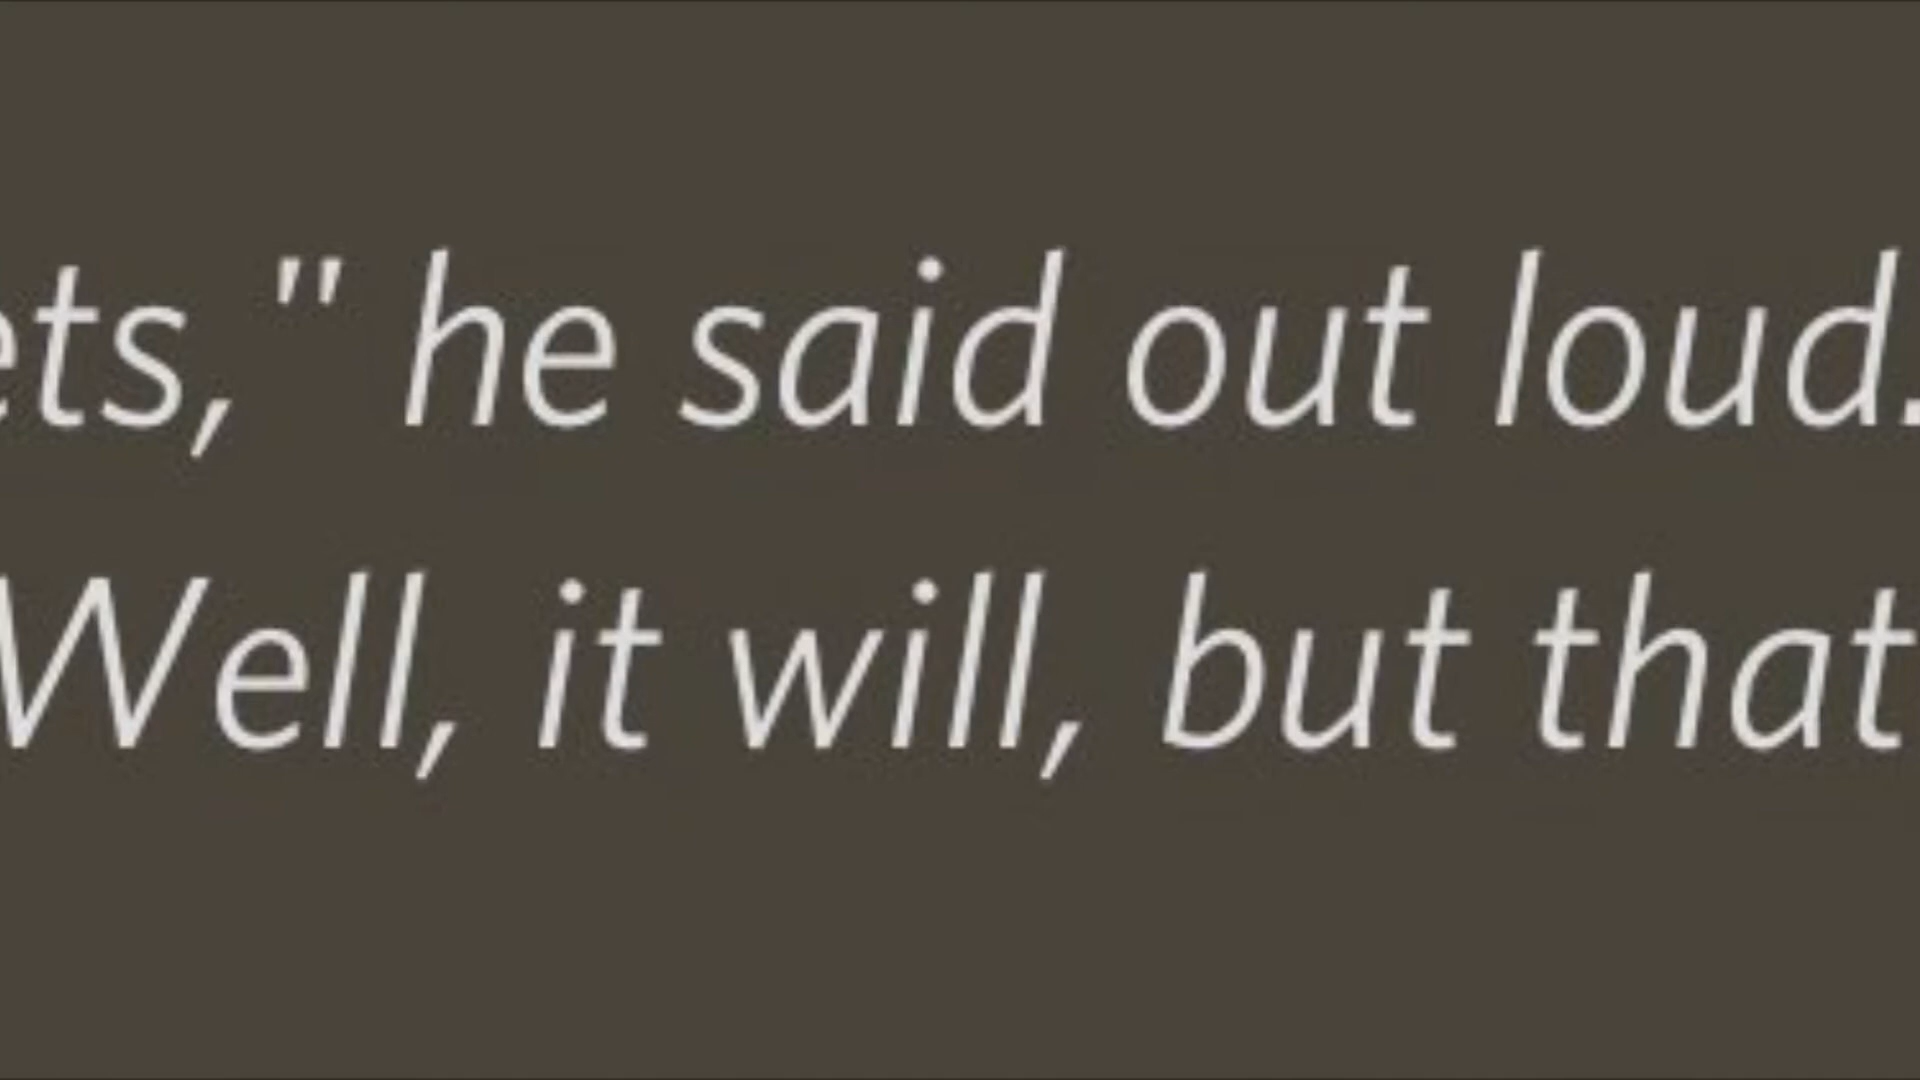 ets," he said out loud.
Well, it will, but that